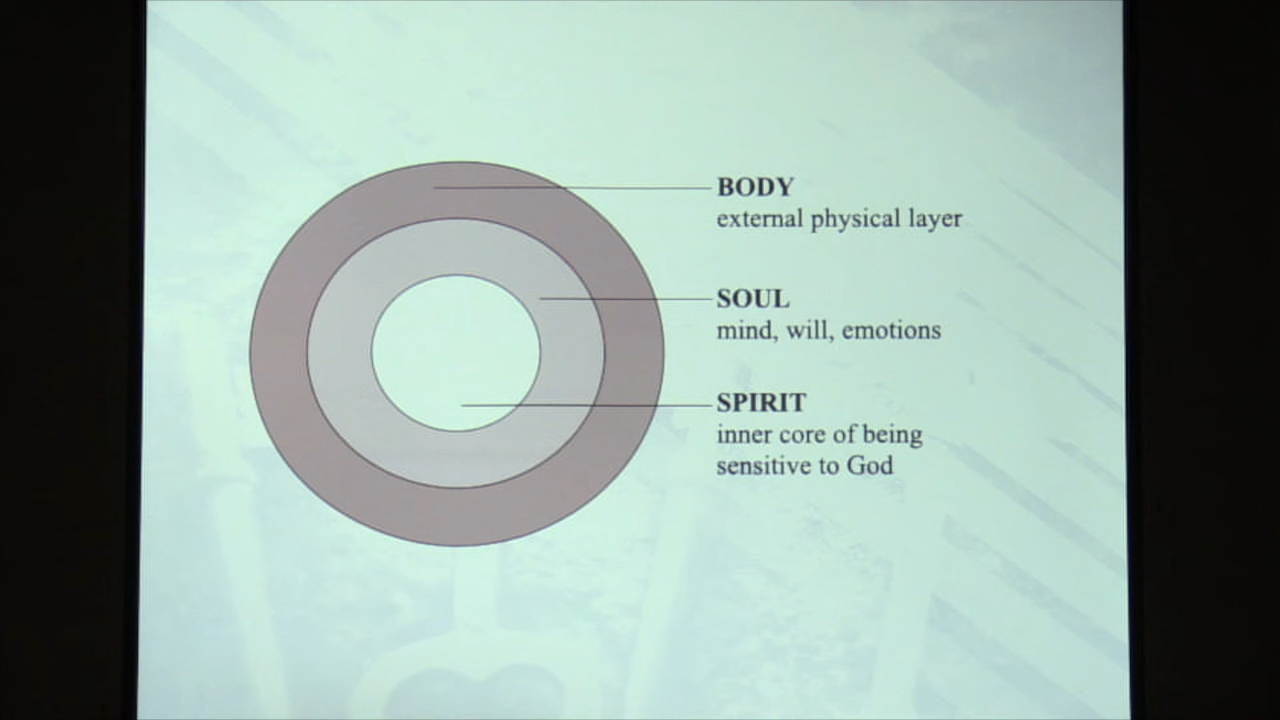 BODY
external physical layer
SOUL
mind, will, emotions
SPIRIT
inner core of being
sensitive to God